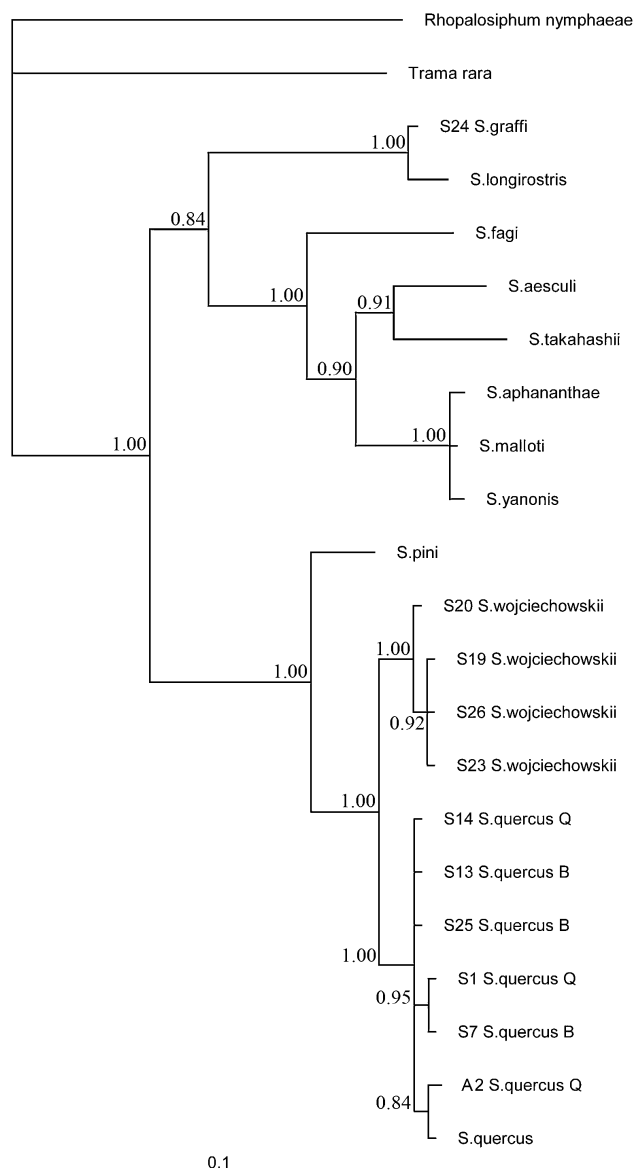 Rhopalosiphum nymphaeae
Trama rara
S24 S.graffi
1.00
S.longirostris
0.84
S.fagi
1.00
S.aesculi
0.91
S.takahashii
0.90
S.aphananthae
1.00
S.malloti
1.00
S.yanonis
S.pini
S20 S.wojciechowskii
1.00
S19 S.wojciechowskii
1.00
S26 S.wojciechowskii
0.92
S23 S.wojciechowskii
1.00
S14 S.quercus Q
S13 S.quercus B
S25 S.quercus B
1.00
S1 S.quercus Q
0.95
S7 S.quercus B
A2 S.quercus Q
0.84
S.quercus
0.1